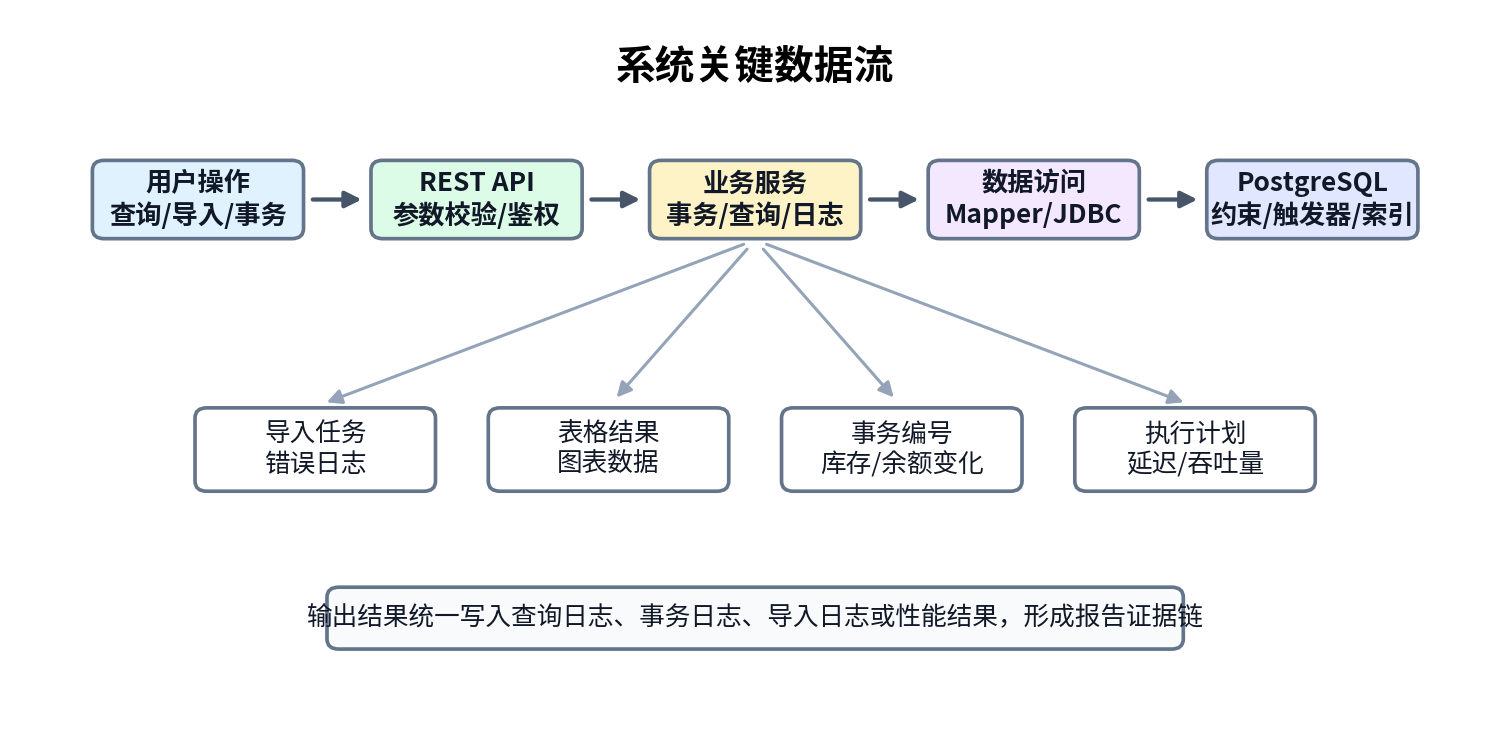 系统关键数据流
用户操作
查询/导入/事务
REST API
参数校验/鉴权
业务服务
事务/查询/日志
数据访问
Mapper/JDBC
PostgreSQL
约束/触发器/索引
导入任务
错误日志
表格结果
图表数据
事务编号
库存/余额变化
执行计划
延迟/吞吐量
输出结果统一写入查询日志、事务日志、导入日志或性能结果，形成报告证据链